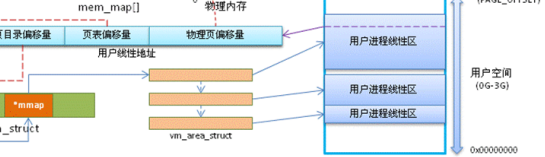 mem_map[]
物理内存
页目录偏移量
页表偏移量
物理页偏移量
用户线性地址
用户进程线性区
用户空间
(0G-3G)
*mmap
用户进程线性区
用户进程线性区
_struct
vm_area_struct
0x00000000